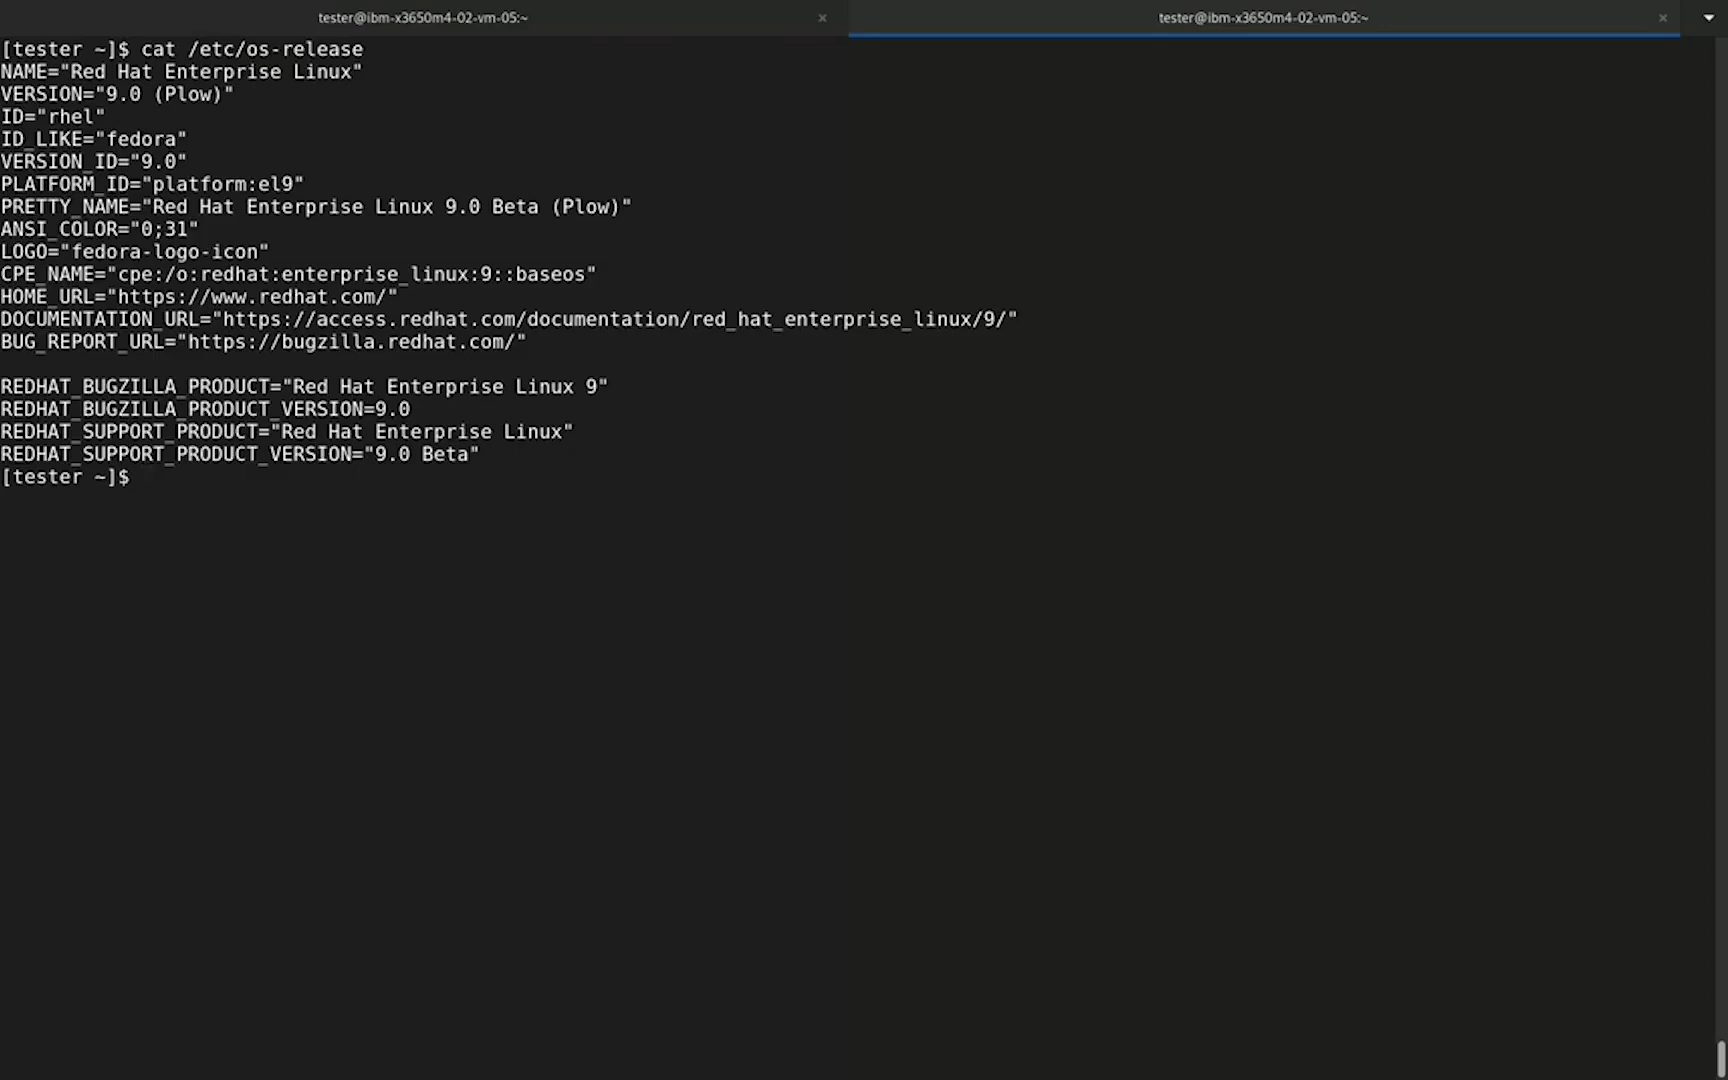 tester@ibm-x3650m4-02-vm-05:~ × tester@ibm-x3650m4-02-vm-05:~ ×
[tester ~]$ cat /etc/os-release
NAME="Red Hat Enterprise Linux"
VERSION="9.0 (Plow)"
ID="rhel"
ID_LIKE="fedora"
VERSION_ID="9.0"
PLATFORM_ID="platform:el9"
PRETTY_NAME="Red Hat Enterprise Linux 9.0 Beta (Plow)"
ANSI_COLOR="0;31"
LOGO="fedora-logo-icon"
CPE_NAME="cpe:/o:redhat:enterprise_linux:9::baseos"
HOME_URL="https://www.redhat.com/"
DOCUMENTATION_URL="https://access.redhat.com/documentation/red_hat_enterprise_linux/9/"
BUG_REPORT_URL="https://bugzilla.redhat.com/"

REDHAT_BUGZILLA_PRODUCT="Red Hat Enterprise Linux 9"
REDHAT_BUGZILLA_PRODUCT_VERSION=9.0
REDHAT_SUPPORT_PRODUCT="Red Hat Enterprise Linux"
REDHAT_SUPPORT_PRODUCT_VERSION="9.0 Beta"
[tester ~]$